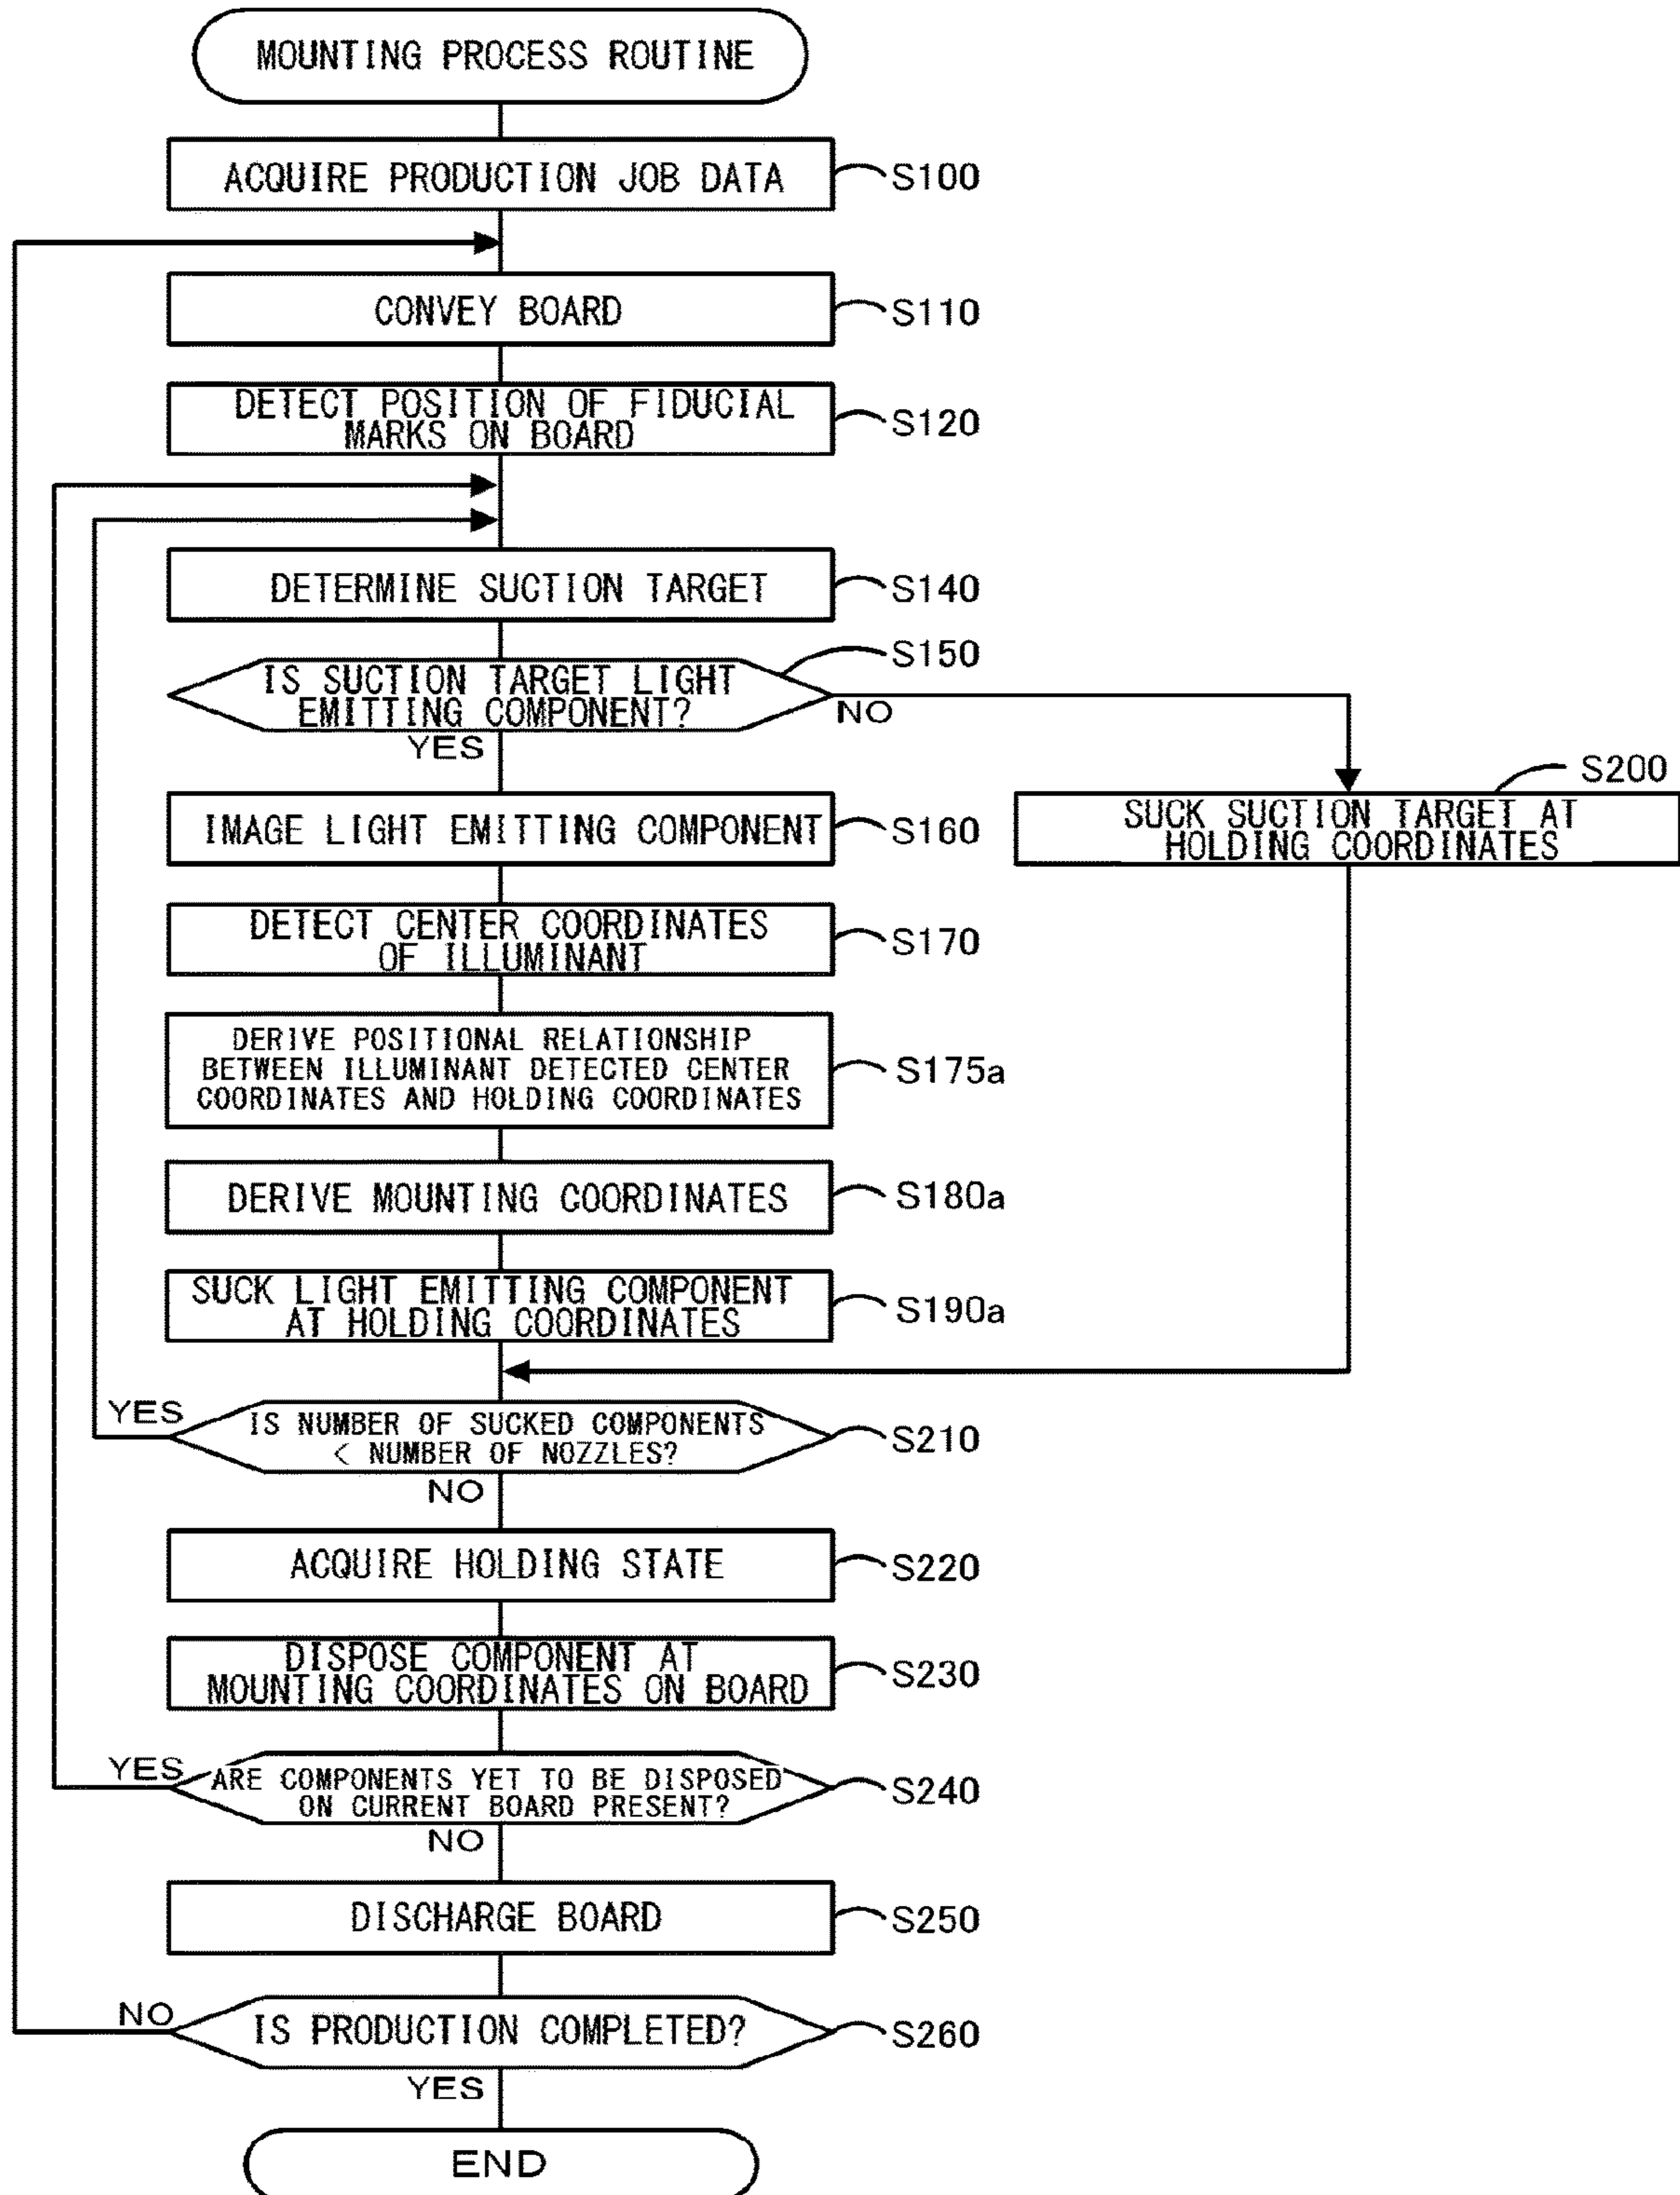 MOUNTING PROCESS ROUTINE
ACQUIRE PRODUCTION JOB DATA
S100
CONVEY BOARD
S110
DETECT POSITION OF FIDUCIAL
MARKS ON BOARD
S120
DETERMINE SUCTION TARGET
S140
IS SUCTION TARGET LIGHT
EMITTING COMPONENT?
S150
NO
YES
IMAGE LIGHT EMITTING COMPONENT
S160
SUCK SUCTION TARGET AT
HOLDING COORDINATES
S200
DETECT CENTER COORDINATES
OF ILLUMINANT
S170
DERIVE POSITIONAL RELATIONSHIP
BETWEEN ILLUMINANT DETECTED CENTER
COORDINATES AND HOLDING COORDINATES
S175a
DERIVE MOUNTING COORDINATES
S180a
SUCK LIGHT EMITTING COMPONENT
AT HOLDING COORDINATES
S190a
YES
IS NUMBER OF SUCKED COMPONENTS
< NUMBER OF NOZZLES?
S210
NO
ACQUIRE HOLDING STATE
S220
DISPOSE COMPONENT AT
MOUNTING COORDINATES ON BOARD
S230
YES
ARE COMPONENTS YET TO BE DISPOSED
ON CURRENT BOARD PRESENT?
S240
NO
DISCHARGE BOARD
S250
NO
IS PRODUCTION COMPLETED?
S260
YES
END